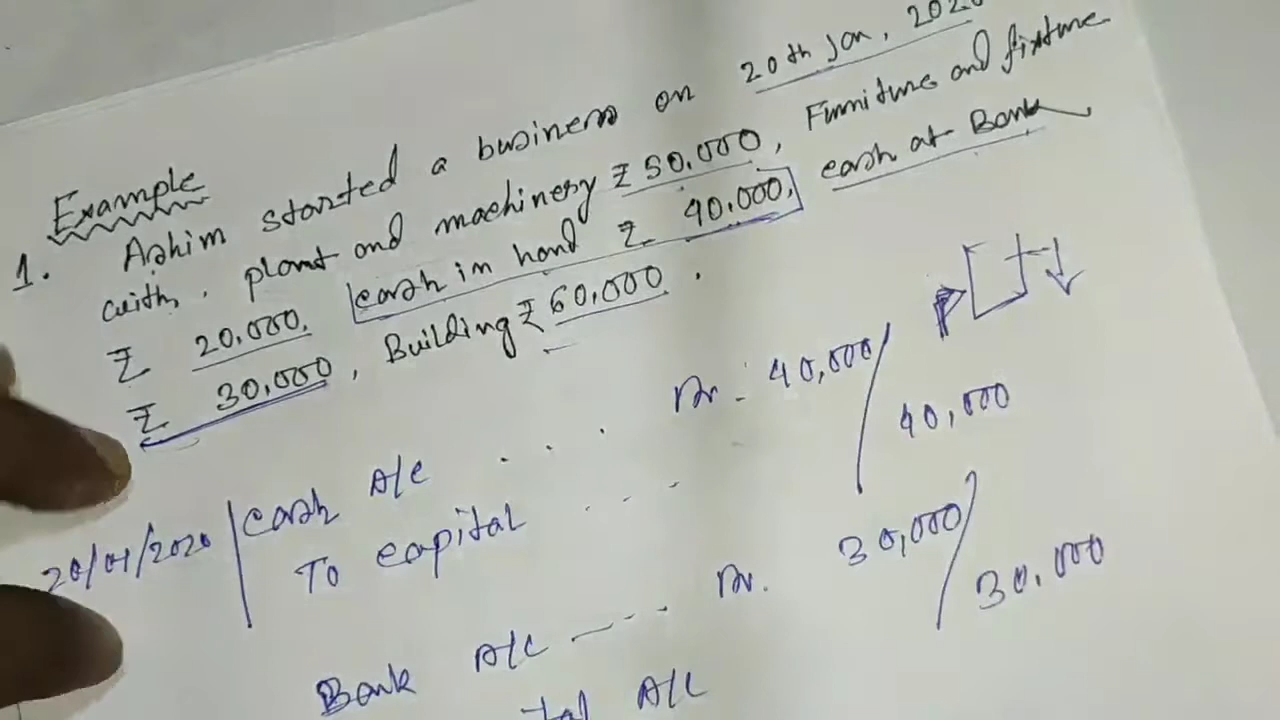 Example
1. Ashim started a business on 20th Jan, 202
with, plant and machinery ₹ 50,000, Furniture and fixture
₹ 20,000, cash in hand ₹ 40,000, cash at Bank
₹ 30,000, Building ₹ 60,000.
20/01/2020 cash A/c . . . Dr. 40,000
To capital . . . 40,000
Bank A/c ---- Dr. 30,000
30,000
tal A/c